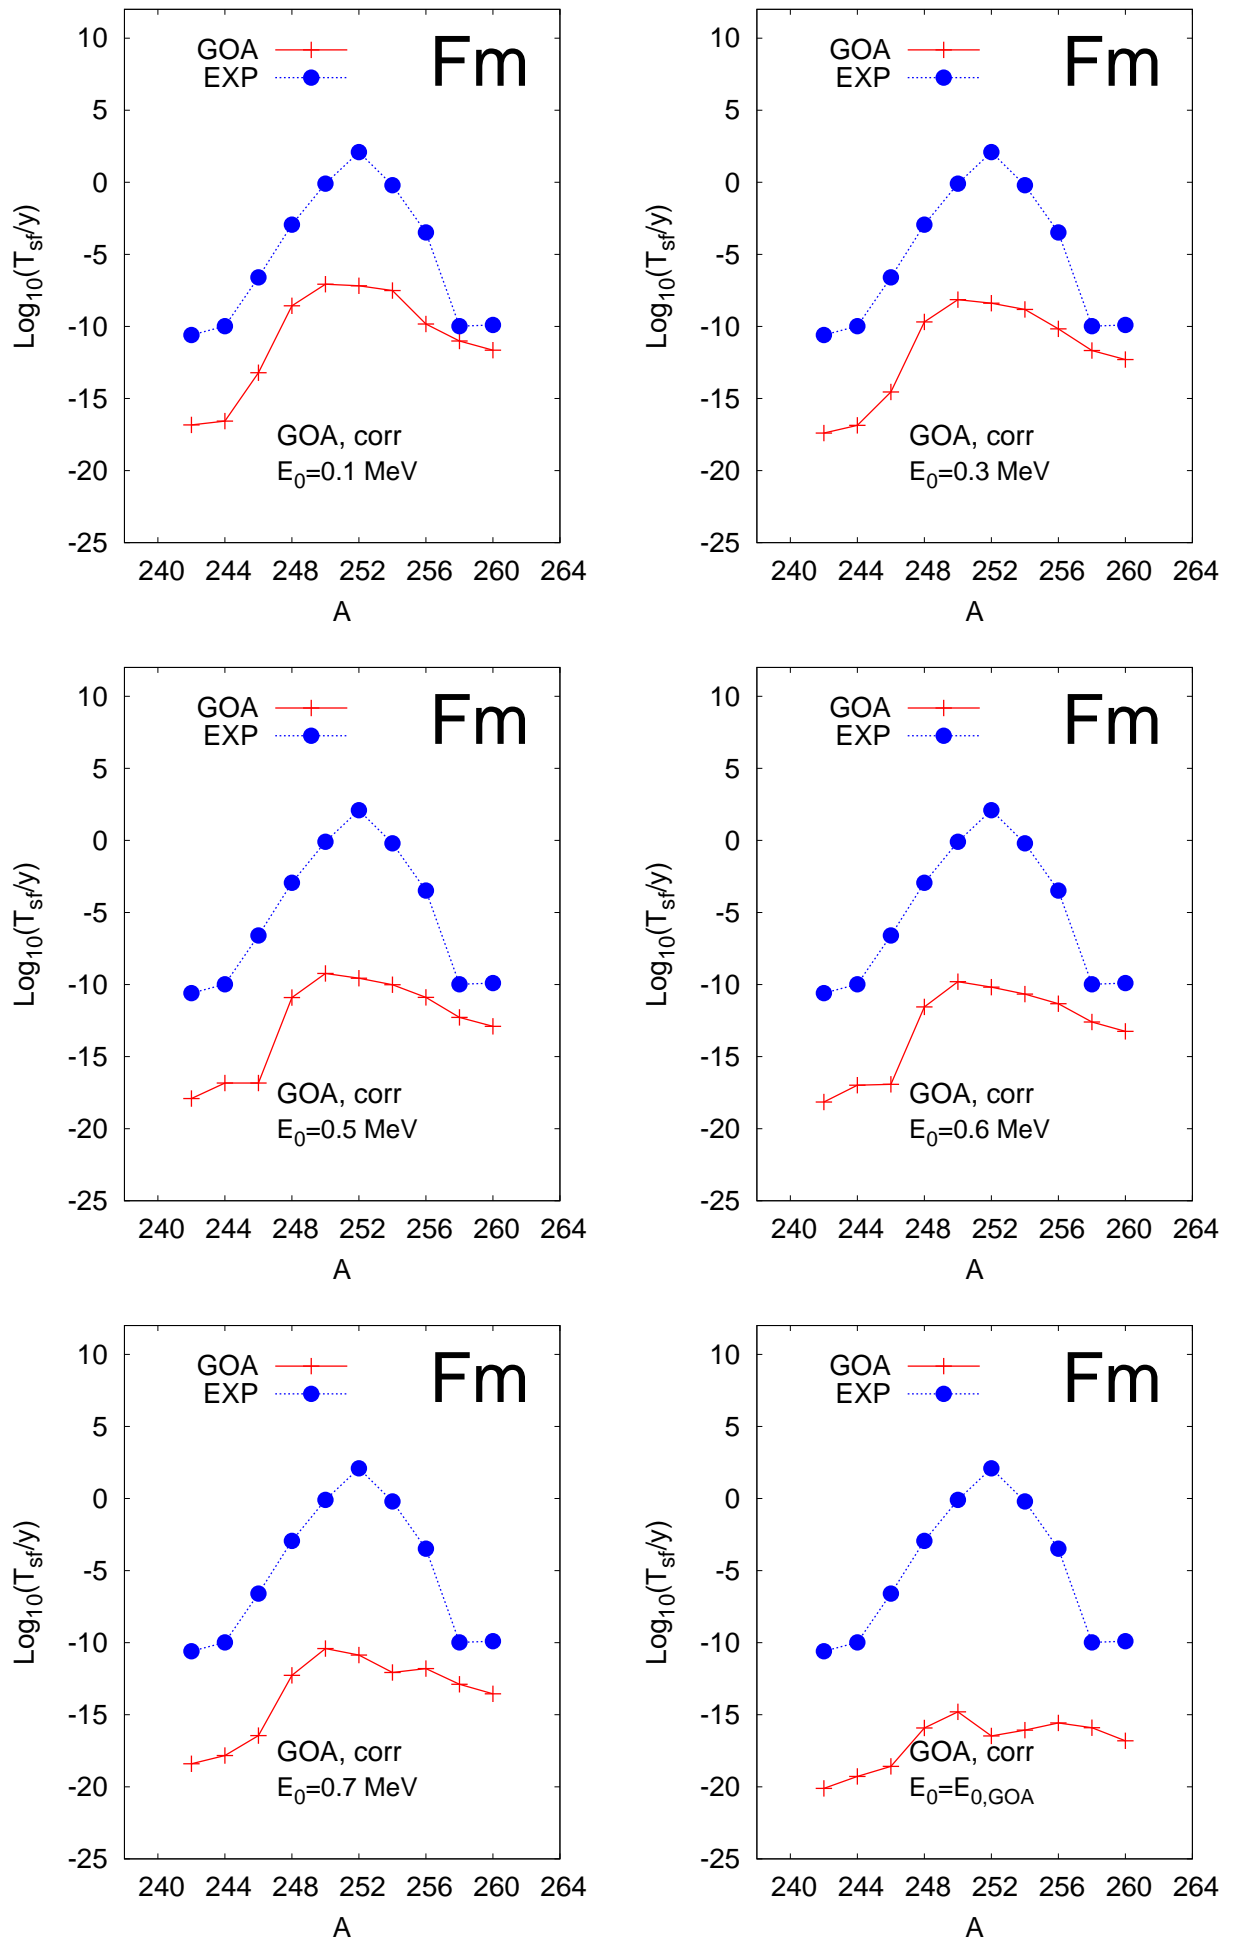 10
5
0
-5
-10
-15
-20
-25
Log10(Tsf/y)
GOA
EXP
Fm
GOA, corr
E0=0.1 MeV
240 244 248 252 256 260 264
A
10
5
0
-5
-10
-15
-20
-25
Log10(Tsf/y)
GOA
EXP
Fm
GOA, corr
E0=0.3 MeV
240 244 248 252 256 260 264
A
10
5
0
-5
-10
-15
-20
-25
Log10(Tsf/y)
GOA
EXP
Fm
GOA, corr
E0=0.5 MeV
240 244 248 252 256 260 264
A
10
5
0
-5
-10
-15
-20
-25
Log10(Tsf/y)
GOA
EXP
Fm
GOA, corr
E0=0.6 MeV
240 244 248 252 256 260 264
A
10
5
0
-5
-10
-15
-20
-25
Log10(Tsf/y)
GOA
EXP
Fm
GOA, corr
E0=0.7 MeV
240 244 248 252 256 260 264
A
10
5
0
-5
-10
-15
-20
-25
Log10(Tsf/y)
GOA
EXP
Fm
GOA, corr
E0=E0,GOA
240 244 248 252 256 260 264
A